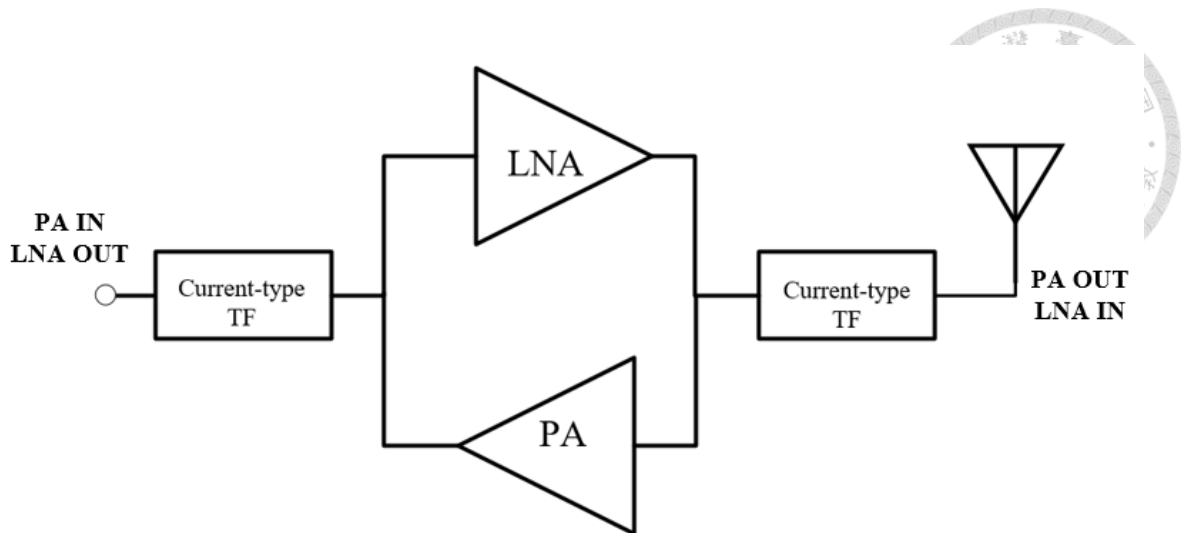 LNA
PA IN
LNA OUT
Current-type
TF
Current-type
TF
PA OUT
LNA IN
PA